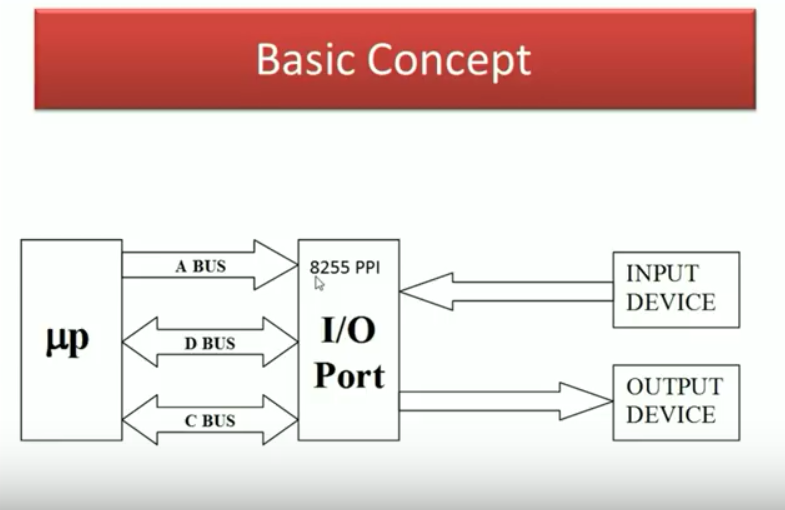 Basic Concept
A BUS
8255 PPI
INPUT
DEVICE
μp
D BUS
I/O
Port
C BUS
OUTPUT
DEVICE